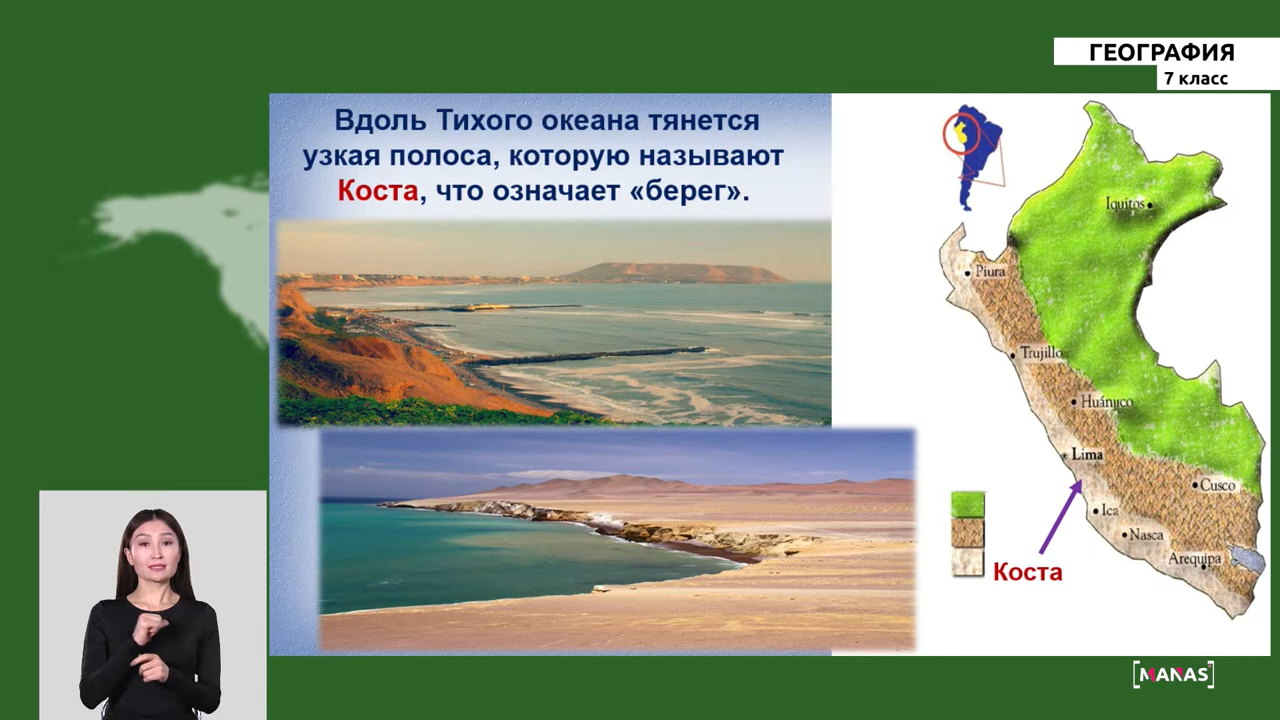 ГЕОГРАФИЯ
7 класс
Вдоль Тихого океана тянется
узкая полоса, которую называют
Коста, что означает «берег».
Iquitos
Piura
Trujillo
Huánuco
Lima
Cusco
Ica
Nasca
Arequipa
Коста
[MANAS]